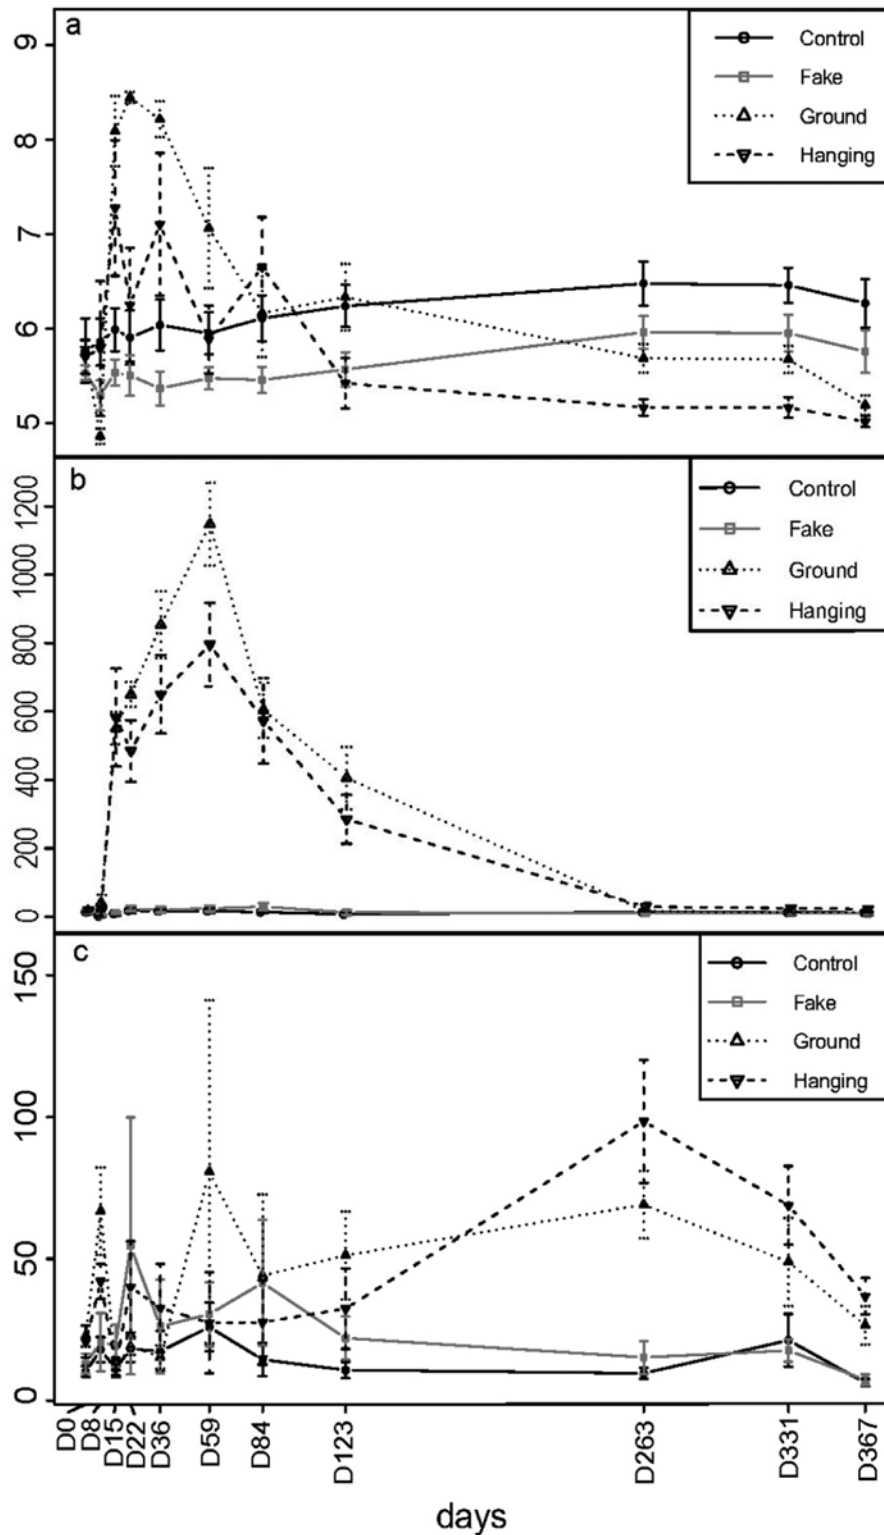 a
9
8
7
6
5
Control
Fake
Ground
Hanging
b
1200
1000
800
600
400
200
0
Control
Fake
Ground
Hanging
c
150
100
50
0
Control
Fake
Ground
Hanging
D0
D8
D15
D22
D36
D59
D84
D123
D263
D331
D367
days